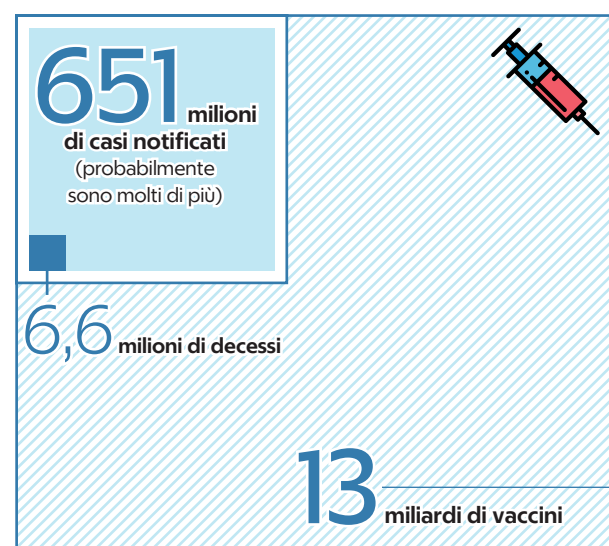 651 milioni
di casi notificati
(probabilmente
sono molti di più)
6,6 milioni di decessi
13 miliardi di vaccini